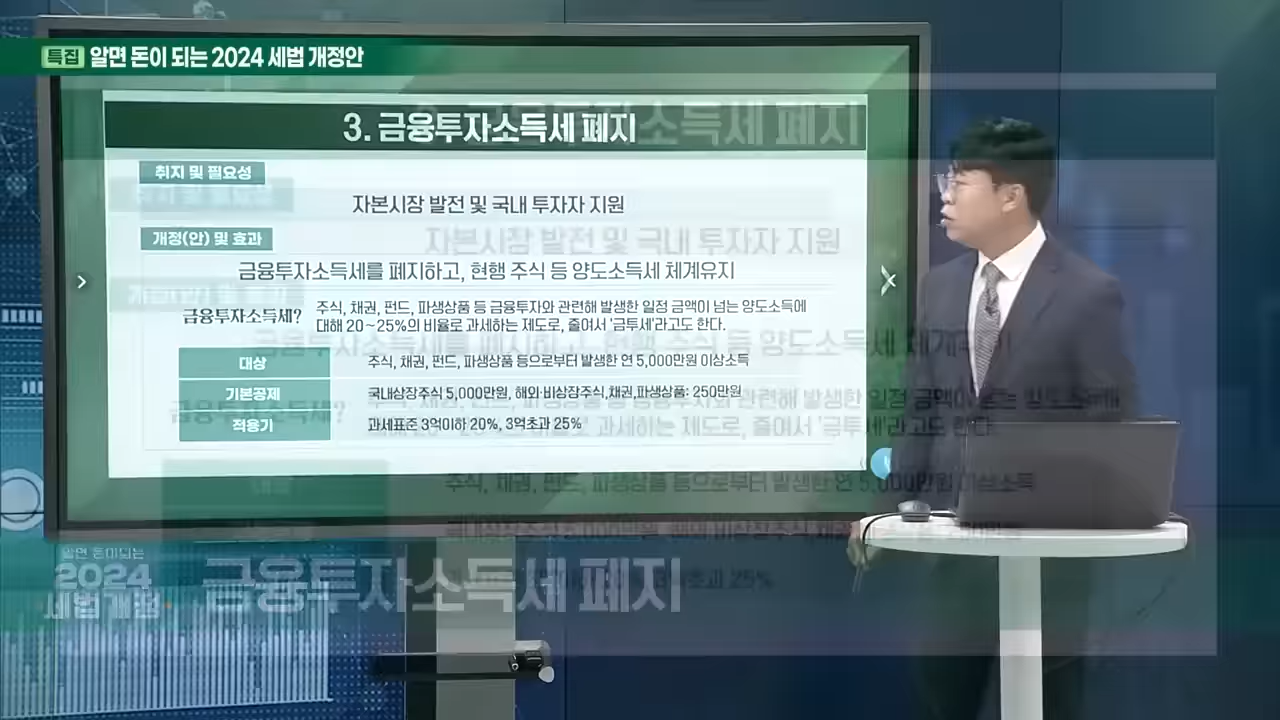 특집 알면 돈이 되는 2024 세법 개정안
3. 금융투자소득세 폐지
취지 및 필요성
자본시장 발전 및 국내 투자자 지원
개정(안) 및 효과
금융투자소득세를 폐지하고, 현행 주식 등 양도소득세 체계유지
금융투자소득세?
주식, 채권, 펀드, 파생상품 등 금융투자와 관련해 발생한 일정 금액이 넘는 양도소득에
대해 20~25%의 비율로 과세하는 제도로, 줄여서 '금투세'라고도 한다.
대상
주식, 채권, 펀드, 파생상품 등으로부터 발생한 연 5,000만원 이상소득
기본공제
국내상장주식 5,000만원, 해외·비상장주식,채권,파생상품: 250만원
적용기
과세표준 3억이하 20%, 3억초과 25%
알면 돈이되는
2024
세법 개정
금융투자소득세 폐지